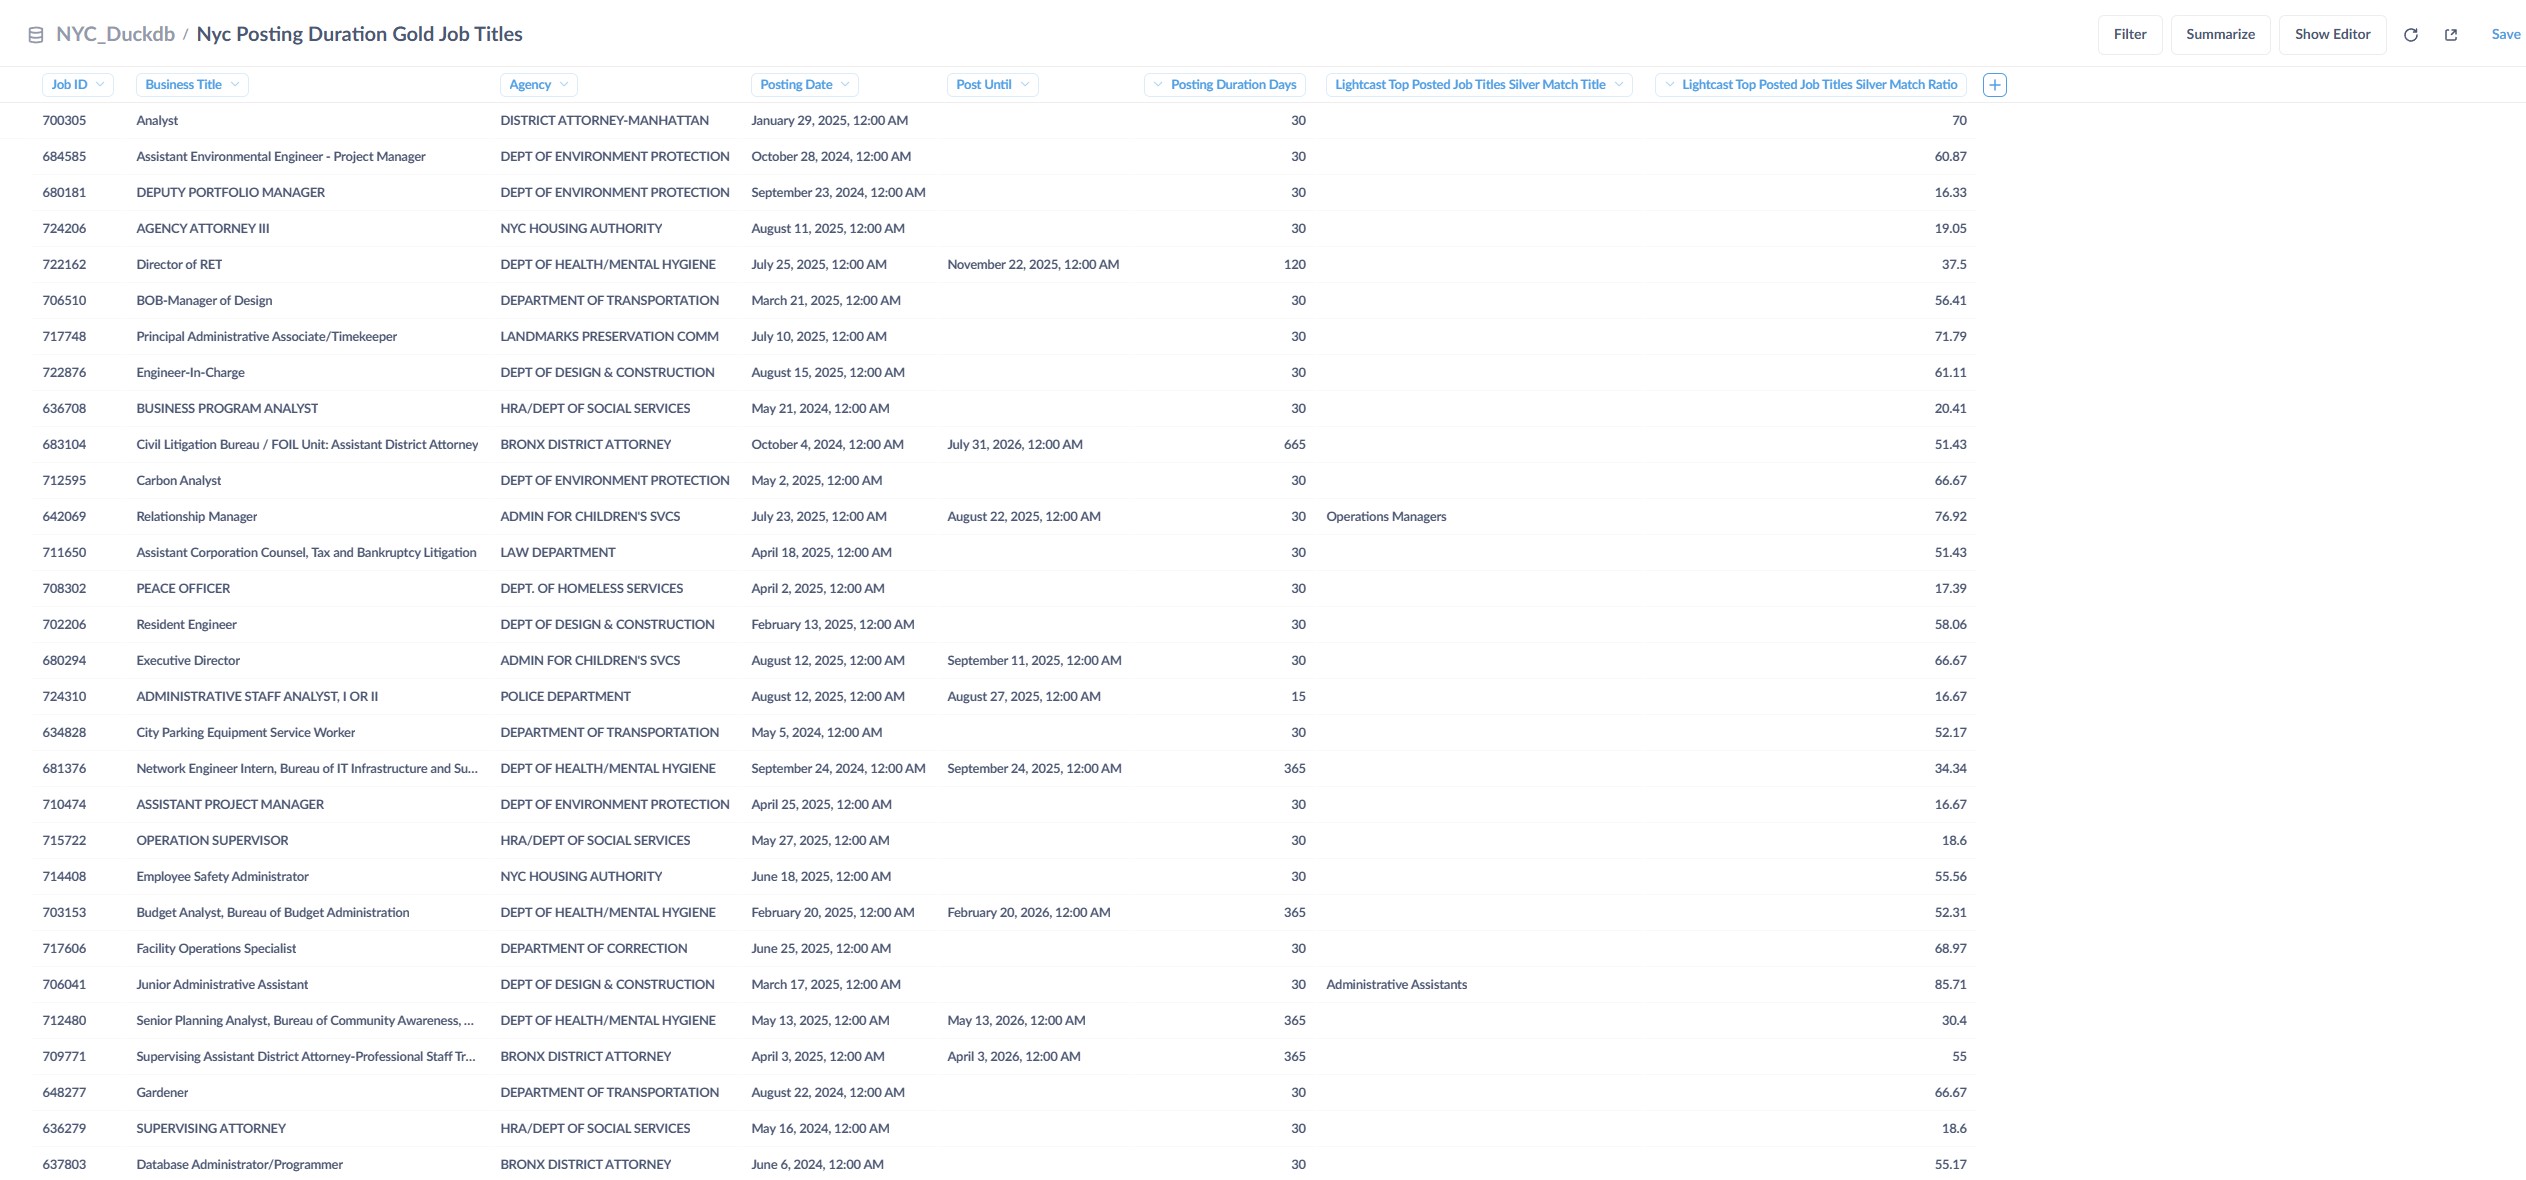 NYC_Duckdb / Nyc Posting Duration Gold Job Titles Filter Summarize Show Editor Save
Job ID Business Title Agency Posting Date Post Until Posting Duration Days Lightcast Top Posted Job Titles Silver Match Title Lightcast Top Posted Job Titles Silver Match Ratio +
700305 Analyst DISTRICT ATTORNEY-MANHATTAN January 29, 2025, 12:00 AM 30 70
684585 Assistant Environmental Engineer - Project Manager DEPT OF ENVIRONMENT PROTECTION October 28, 2024, 12:00 AM 30 60.87
680181 DEPUTY PORTFOLIO MANAGER DEPT OF ENVIRONMENT PROTECTION September 23, 2024, 12:00 AM 30 16.33
724206 AGENCY ATTORNEY III NYC HOUSING AUTHORITY August 11, 2025, 12:00 AM 30 19.05
722162 Director of RET DEPT OF HEALTH/MENTAL HYGIENE July 25, 2025, 12:00 AM November 22, 2025, 12:00 AM 120 37.5
706510 BOB-Manager of Design DEPARTMENT OF TRANSPORTATION March 21, 2025, 12:00 AM 30 56.41
717748 Principal Administrative Associate/Timekeeper LANDMARKS PRESERVATION COMM July 10, 2025, 12:00 AM 30 71.79
722876 Engineer-In-Charge DEPT OF DESIGN & CONSTRUCTION August 15, 2025, 12:00 AM 30 61.11
636708 BUSINESS PROGRAM ANALYST HRA/DEPT OF SOCIAL SERVICES May 21, 2024, 12:00 AM 30 20.41
683104 Civil Litigation Bureau / FOIL Unit: Assistant District Attorney BRONX DISTRICT ATTORNEY October 4, 2024, 12:00 AM July 31, 2026, 12:00 AM 665 51.43
712595 Carbon Analyst DEPT OF ENVIRONMENT PROTECTION May 2, 2025, 12:00 AM 30 66.67
642069 Relationship Manager ADMIN FOR CHILDREN'S SVCS July 23, 2025, 12:00 AM August 22, 2025, 12:00 AM 30 Operations Managers 76.92
711650 Assistant Corporation Counsel, Tax and Bankruptcy Litigation LAW DEPARTMENT April 18, 2025, 12:00 AM 30 51.43
708302 PEACE OFFICER DEPT. OF HOMELESS SERVICES April 2, 2025, 12:00 AM 30 17.39
702206 Resident Engineer DEPT OF DESIGN & CONSTRUCTION February 13, 2025, 12:00 AM 30 58.06
680294 Executive Director ADMIN FOR CHILDREN'S SVCS August 12, 2025, 12:00 AM September 11, 2025, 12:00 AM 30 66.67
724310 ADMINISTRATIVE STAFF ANALYST, I OR II POLICE DEPARTMENT August 12, 2025, 12:00 AM August 27, 2025, 12:00 AM 15 16.67
634828 City Parking Equipment Service Worker DEPARTMENT OF TRANSPORTATION May 5, 2024, 12:00 AM 30 52.17
681376 Network Engineer Intern, Bureau of IT Infrastructure and Su... DEPT OF HEALTH/MENTAL HYGIENE September 24, 2024, 12:00 AM September 24, 2025, 12:00 AM 365 34.34
710474 ASSISTANT PROJECT MANAGER DEPT OF ENVIRONMENT PROTECTION April 25, 2025, 12:00 AM 30 16.67
715722 OPERATION SUPERVISOR HRA/DEPT OF SOCIAL SERVICES May 27, 2025, 12:00 AM 30 18.6
714408 Employee Safety Administrator NYC HOUSING AUTHORITY June 18, 2025, 12:00 AM 30 55.56
703153 Budget Analyst, Bureau of Budget Administration DEPT OF HEALTH/MENTAL HYGIENE February 20, 2025, 12:00 AM February 20, 2026, 12:00 AM 365 52.31
717606 Facility Operations Specialist DEPARTMENT OF CORRECTION June 25, 2025, 12:00 AM 30 68.97
706041 Junior Administrative Assistant DEPT OF DESIGN & CONSTRUCTION March 17, 2025, 12:00 AM 30 Administrative Assistants 85.71
712480 Senior Planning Analyst, Bureau of Community Awareness, ... DEPT OF HEALTH/MENTAL HYGIENE May 13, 2025, 12:00 AM May 13, 2026, 12:00 AM 365 30.4
709771 Supervising Assistant District Attorney-Professional Staff Tr... BRONX DISTRICT ATTORNEY April 3, 2025, 12:00 AM April 3, 2026, 12:00 AM 365 55
648277 Gardener DEPARTMENT OF TRANSPORTATION August 22, 2024, 12:00 AM 30 66.67
636279 SUPERVISING ATTORNEY HRA/DEPT OF SOCIAL SERVICES May 16, 2024, 12:00 AM 30 18.6
637803 Database Administrator/Programmer BRONX DISTRICT ATTORNEY June 6, 2024, 12:00 AM 30 55.17